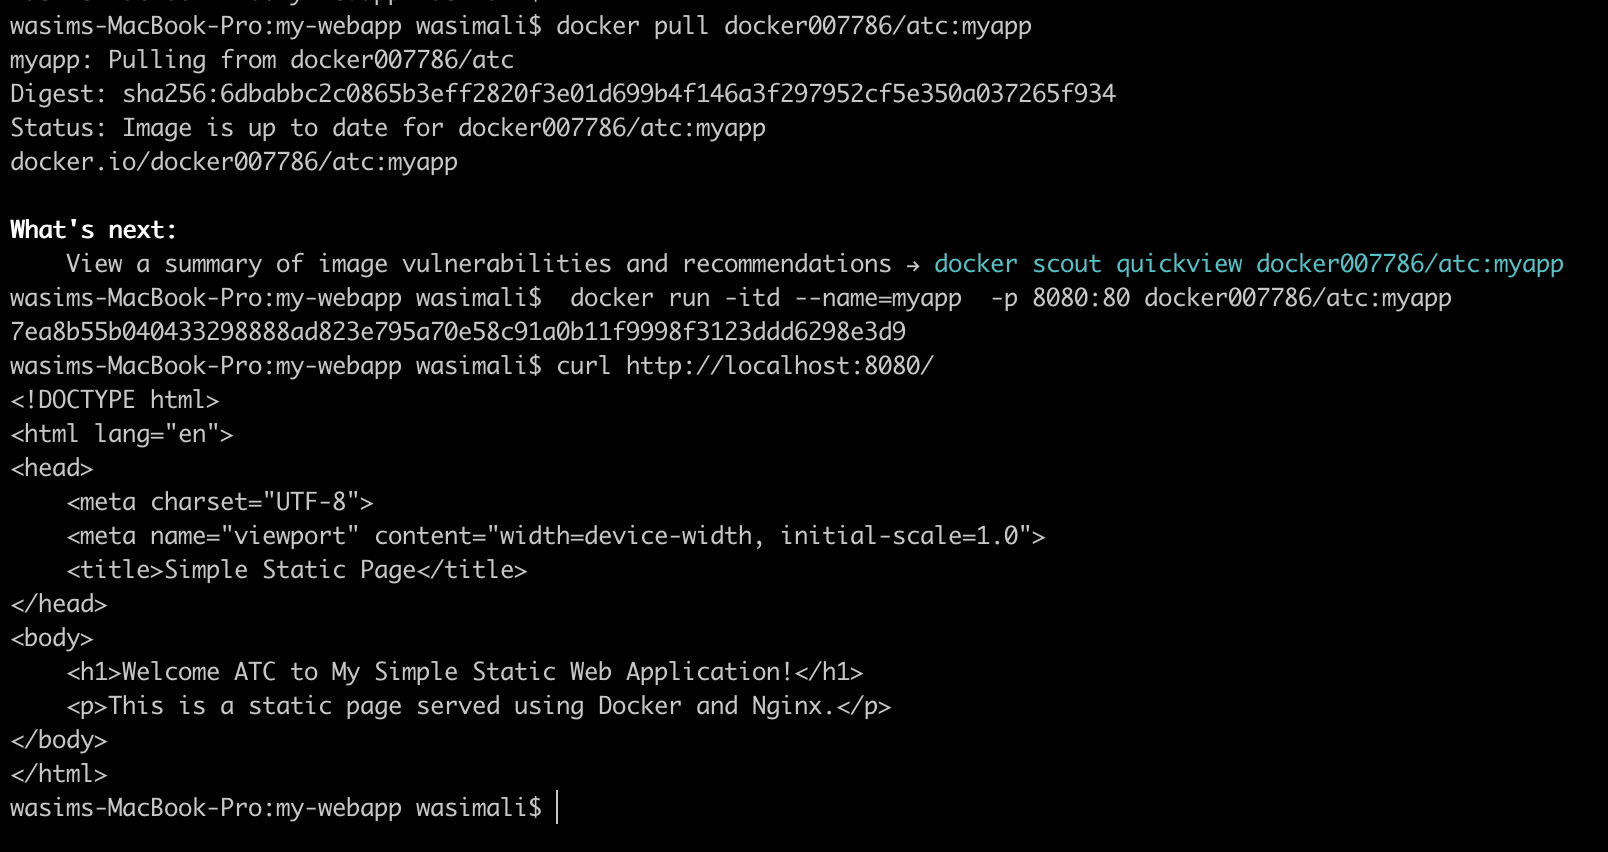 wasims-MacBook-Pro:my-webapp wasimali$ docker pull docker007786/atc:myapp
myapp: Pulling from docker007786/atc
Digest: sha256:6dbabbc2c0865b3eff2820f3e01d699b4f146a3f297952cf5e350a037265f934
Status: Image is up to date for docker007786/atc:myapp
docker.io/docker007786/atc:myapp

What's next:
    View a summary of image vulnerabilities and recommendations → docker scout quickview docker007786/atc:myapp
wasims-MacBook-Pro:my-webapp wasimali$  docker run -itd --name=myapp  -p 8080:80 docker007786/atc:myapp
7ea8b55b040433298888ad823e795a70e58c91a0b11f9998f3123ddd6298e3d9
wasims-MacBook-Pro:my-webapp wasimali$ curl http://localhost:8080/
<!DOCTYPE html>
<html lang="en">
<head>
    <meta charset="UTF-8">
    <meta name="viewport" content="width=device-width, initial-scale=1.0">
    <title>Simple Static Page</title>
</head>
<body>
    <h1>Welcome ATC to My Simple Static Web Application!</h1>
    <p>This is a static page served using Docker and Nginx.</p>
</body>
</html>
wasims-MacBook-Pro:my-webapp wasimali$